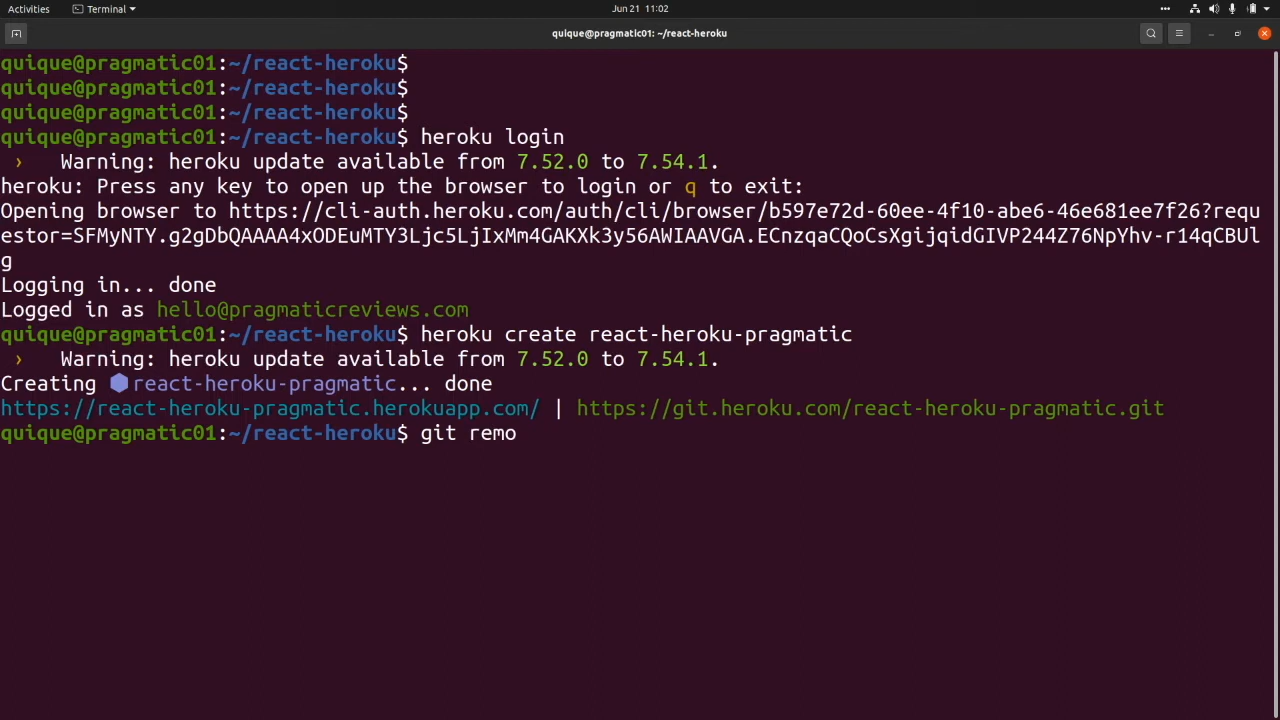 Activities
Terminal
Jun 21 11:02
quique@pragmatic01: ~/react-heroku
quique@pragmatic01:~/react-heroku$
quique@pragmatic01:~/react-heroku$
quique@pragmatic01:~/react-heroku$
quique@pragmatic01:~/react-heroku$ heroku login
› Warning: heroku update available from 7.52.0 to 7.54.1.
heroku: Press any key to open up the browser to login or q to exit:
Opening browser to https://cli-auth.heroku.com/auth/cli/browser/b597e72d-60ee-4f10-abe6-46e681ee7f26?requ
estor=SFMyNTY.g2gDbQAAAA4xODEuMTY3Ljc5LjIxMm4GAKXk3y56AWIAAVGA.ECnzqaCQoCsXgijqidGIVP244Z76NpYhv-r14qCBUl
g
Logging in... done
Logged in as hello@pragmaticreviews.com
quique@pragmatic01:~/react-heroku$ heroku create react-heroku-pragmatic
› Warning: heroku update available from 7.52.0 to 7.54.1.
Creating ⬢ react-heroku-pragmatic... done
https://react-heroku-pragmatic.herokuapp.com/ | https://git.heroku.com/react-heroku-pragmatic.git
quique@pragmatic01:~/react-heroku$ git remo